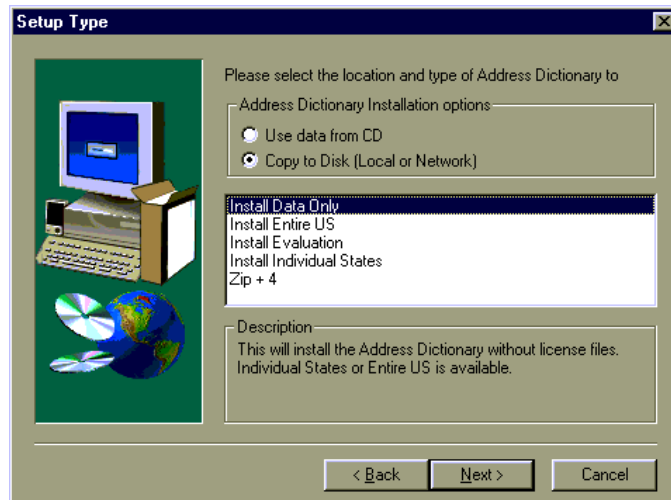 Setup Type
Please select the location and type of Address Dictionary to
Address Dictionary Installation options
Use data from CD
Copy to Disk (Local or Network)
Install Data Only
Install Entire US
Install Evaluation
Install Individual States
Zip + 4
Description
This will install the Address Dictionary without license files.
Individual States or Entire US is available.
< Back
Next >
Cancel